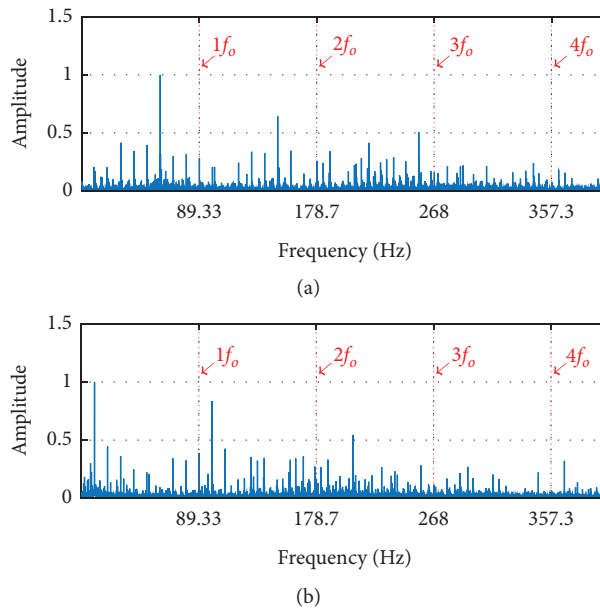 1.5
1
0.5
0
Amplitude
1fₒ
2fₒ
3fₒ
4fₒ
89.33 178.7 268 357.3
Frequency (Hz)
(a)
1.5
1
0.5
0
Amplitude
1fₒ
2fₒ
3fₒ
4fₒ
89.33 178.7 268 357.3
Frequency (Hz)
(b)